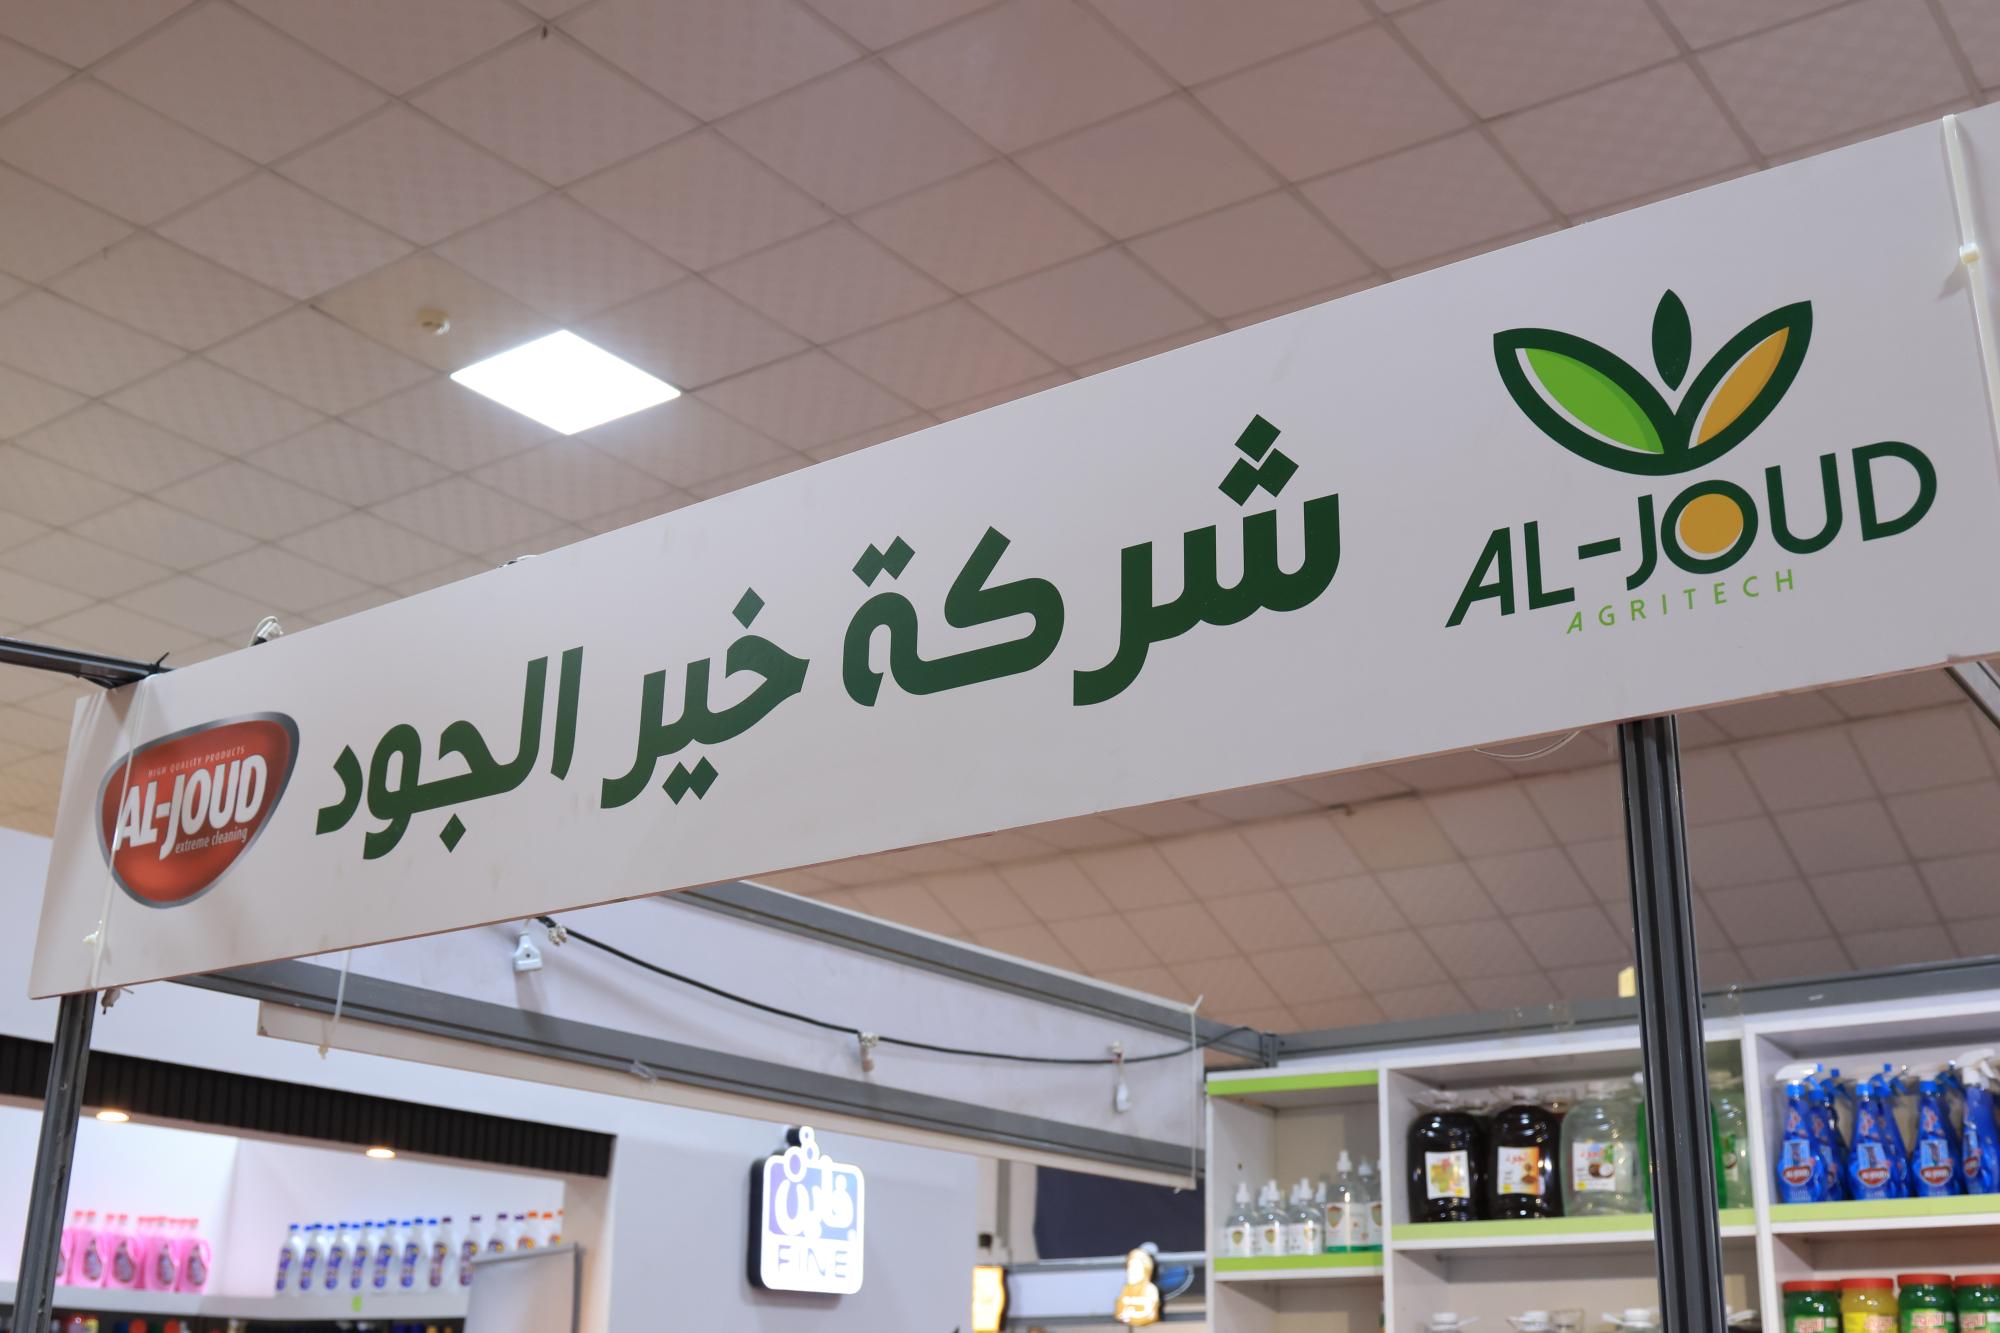 شركة خير الجود
AL-JOUD
AGRITECH
HIGH QUALITY PRODUCTS
AL-JOUD
extreme cleaning
فاين
FINE